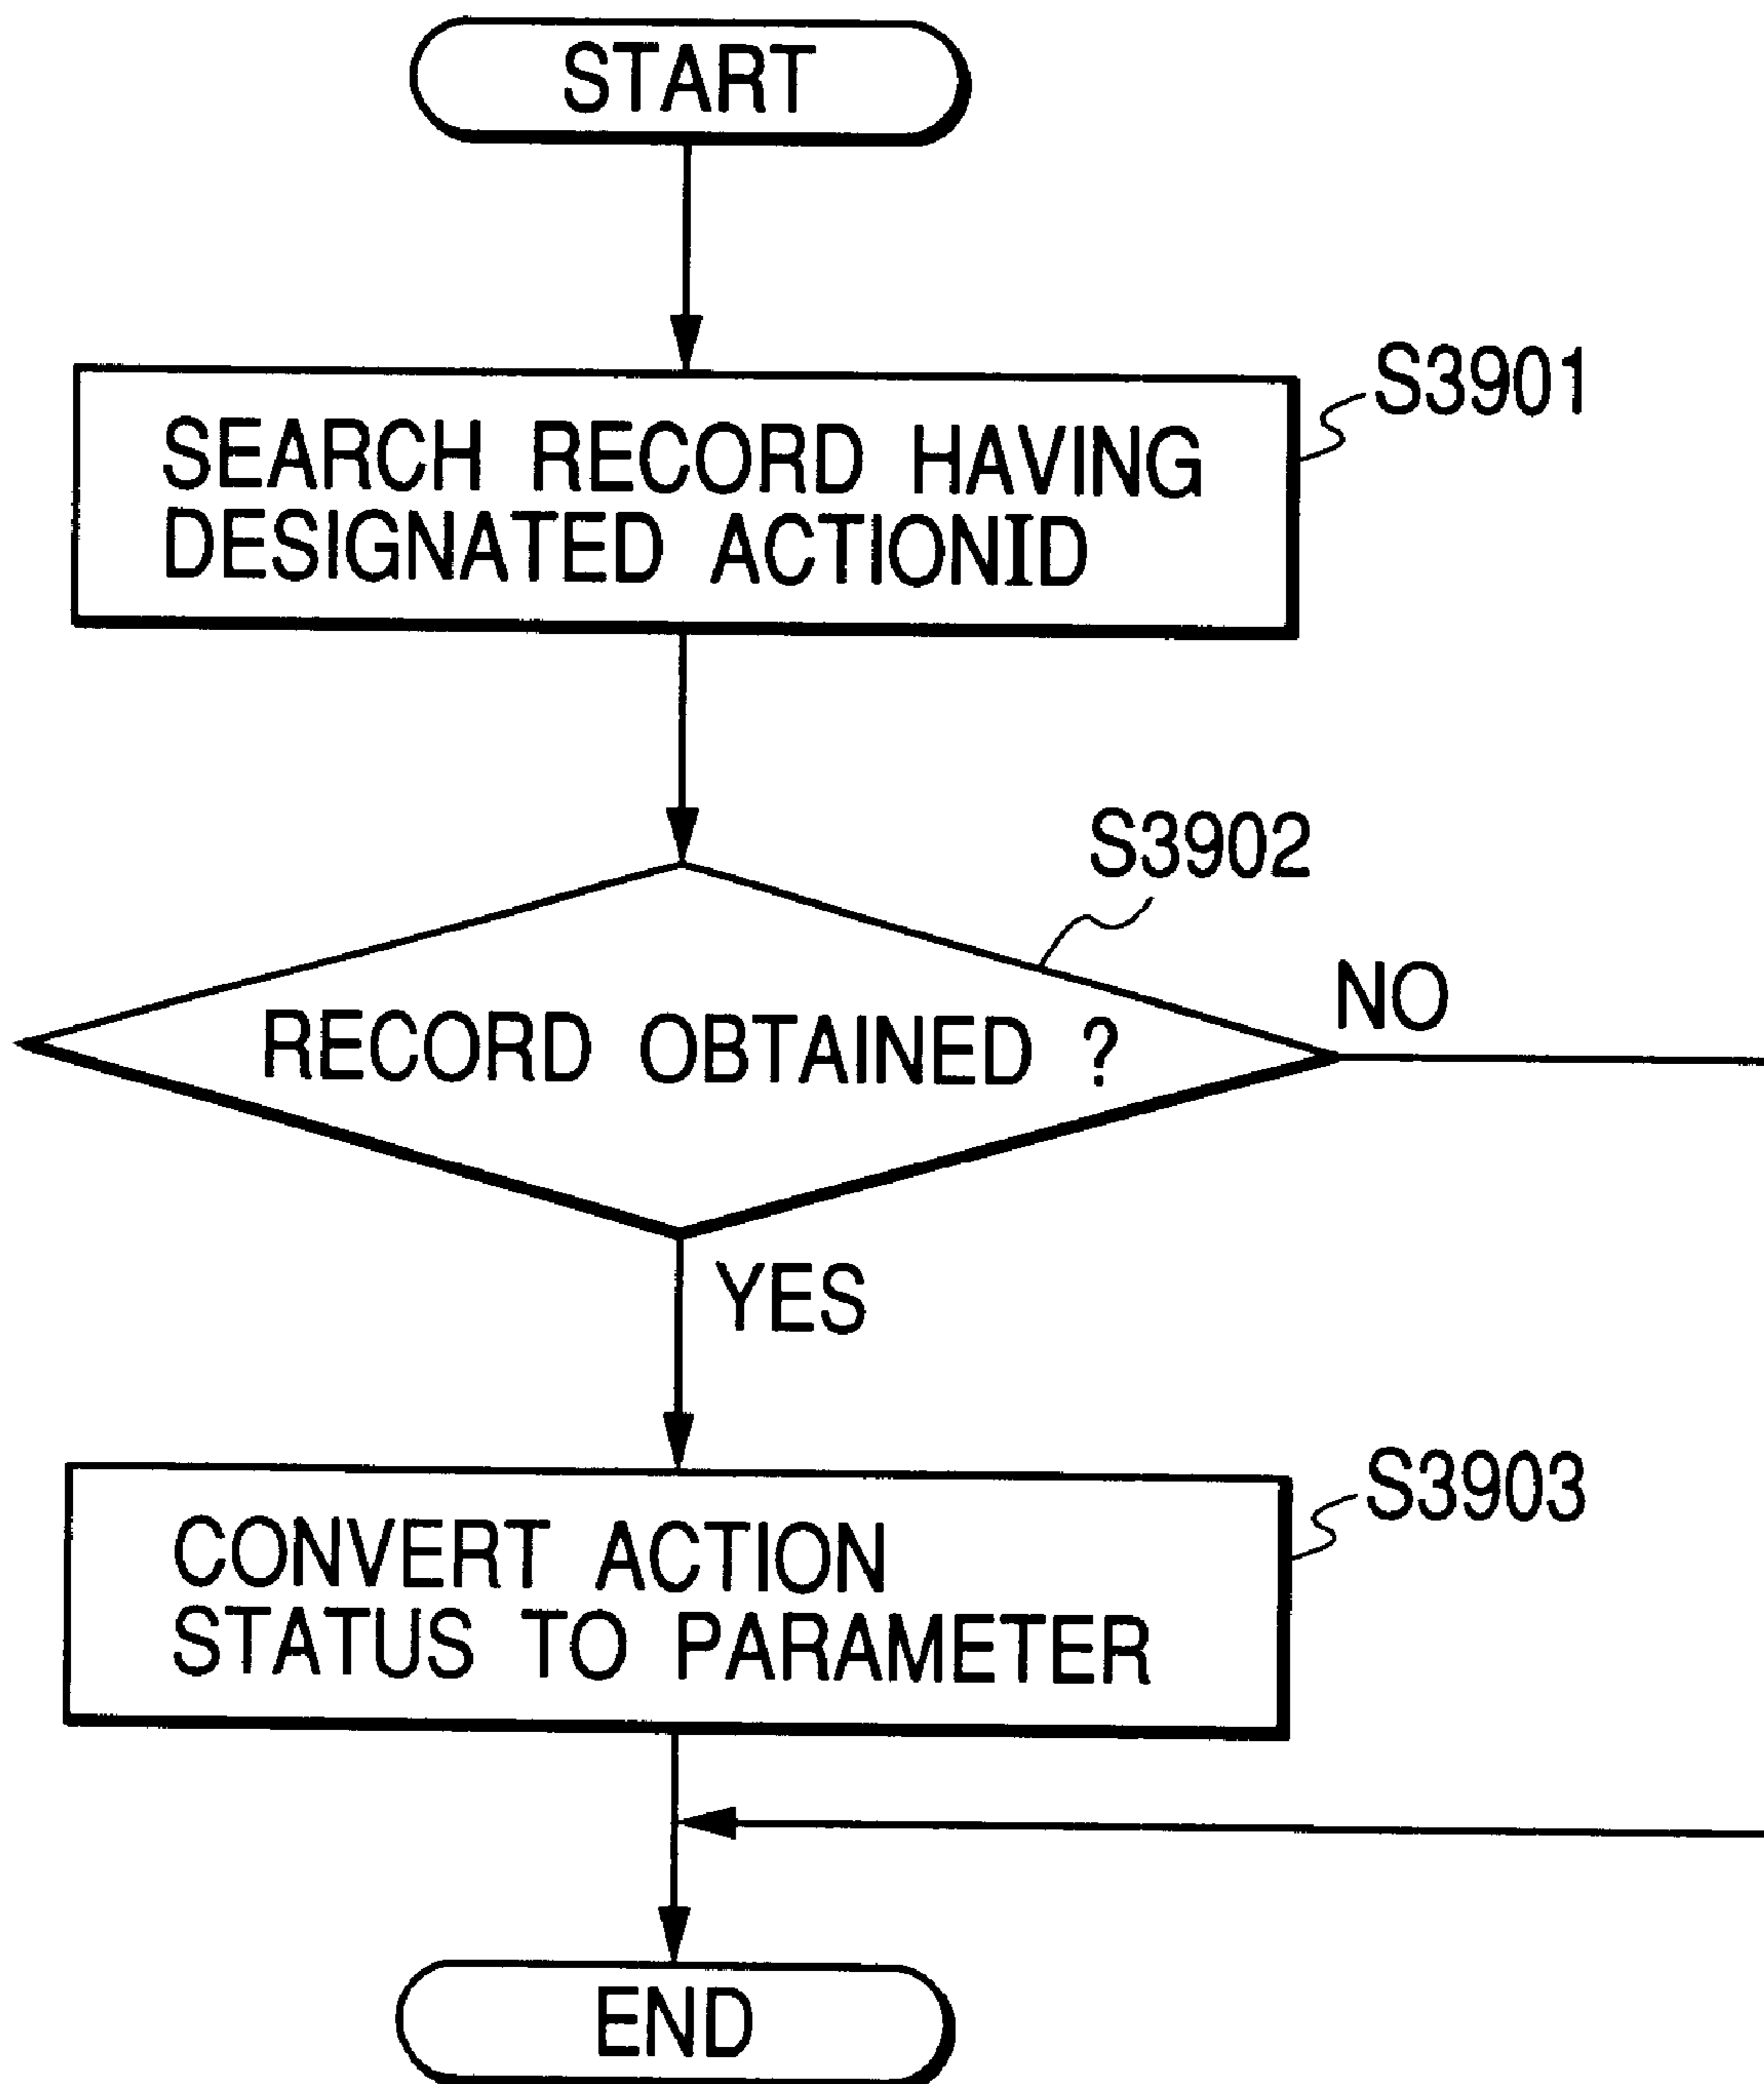 START
S3901
SEARCH RECORD HAVING
DESIGNATED ACTIONID
S3902
NO
RECORD OBTAINED ?
YES
S3903
CONVERT ACTION
STATUS TO PARAMETER
END